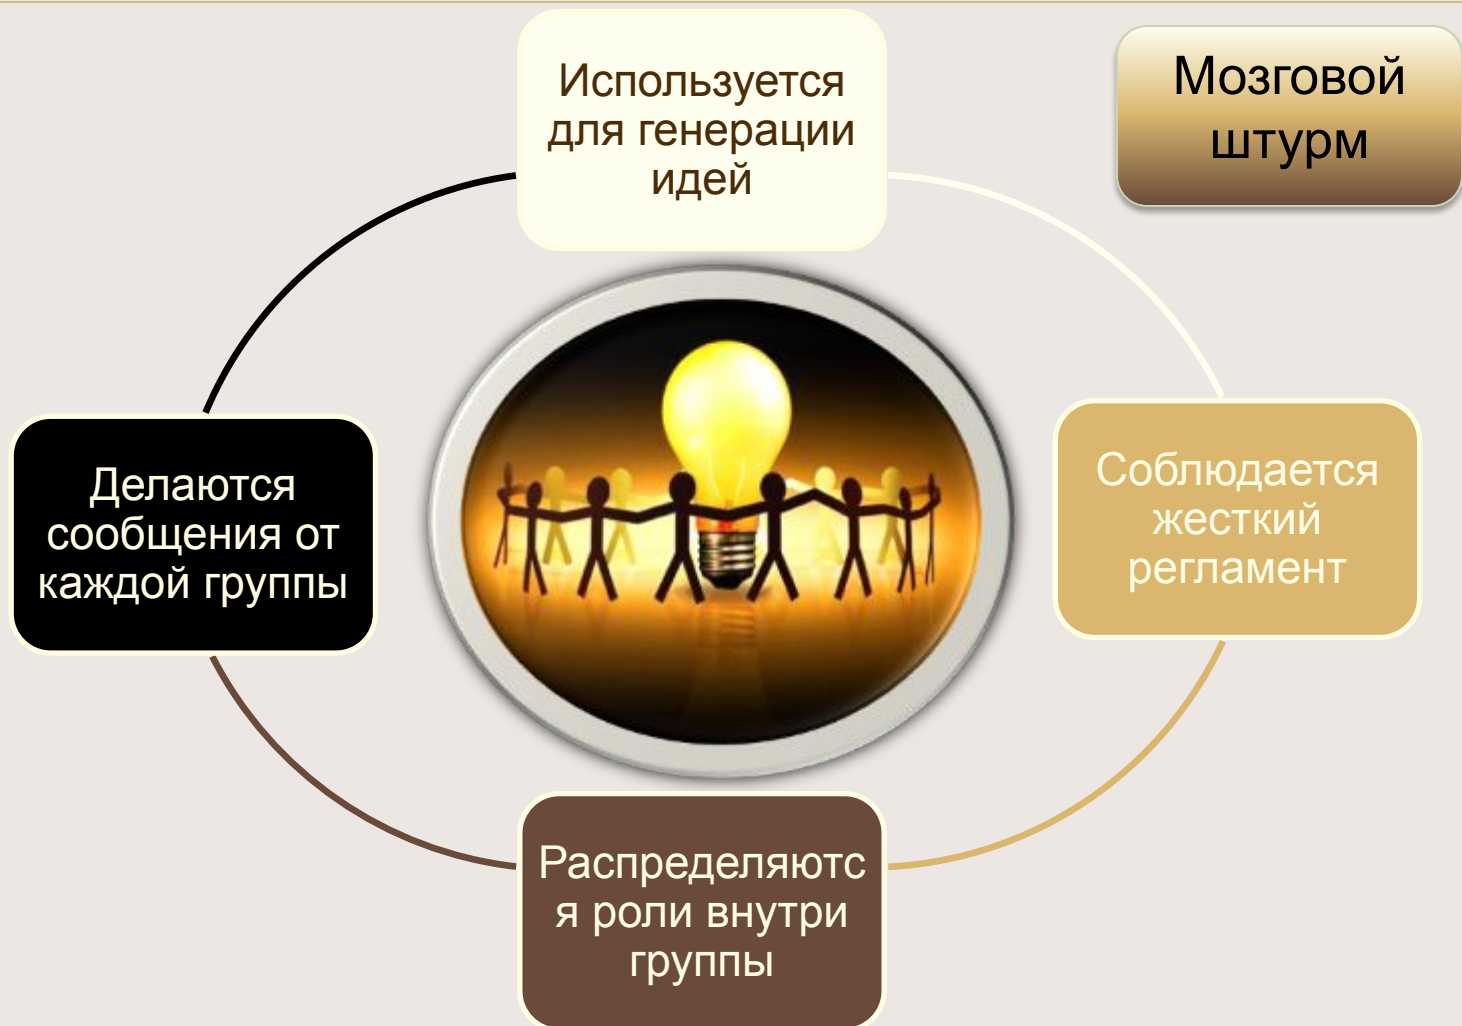 Используется
для генерации
идей
Мозговой
штурм
Соблюдается
жесткий
регламент
Распределяютс
я роли внутри
группы
Делаются
сообщения от
каждой группы